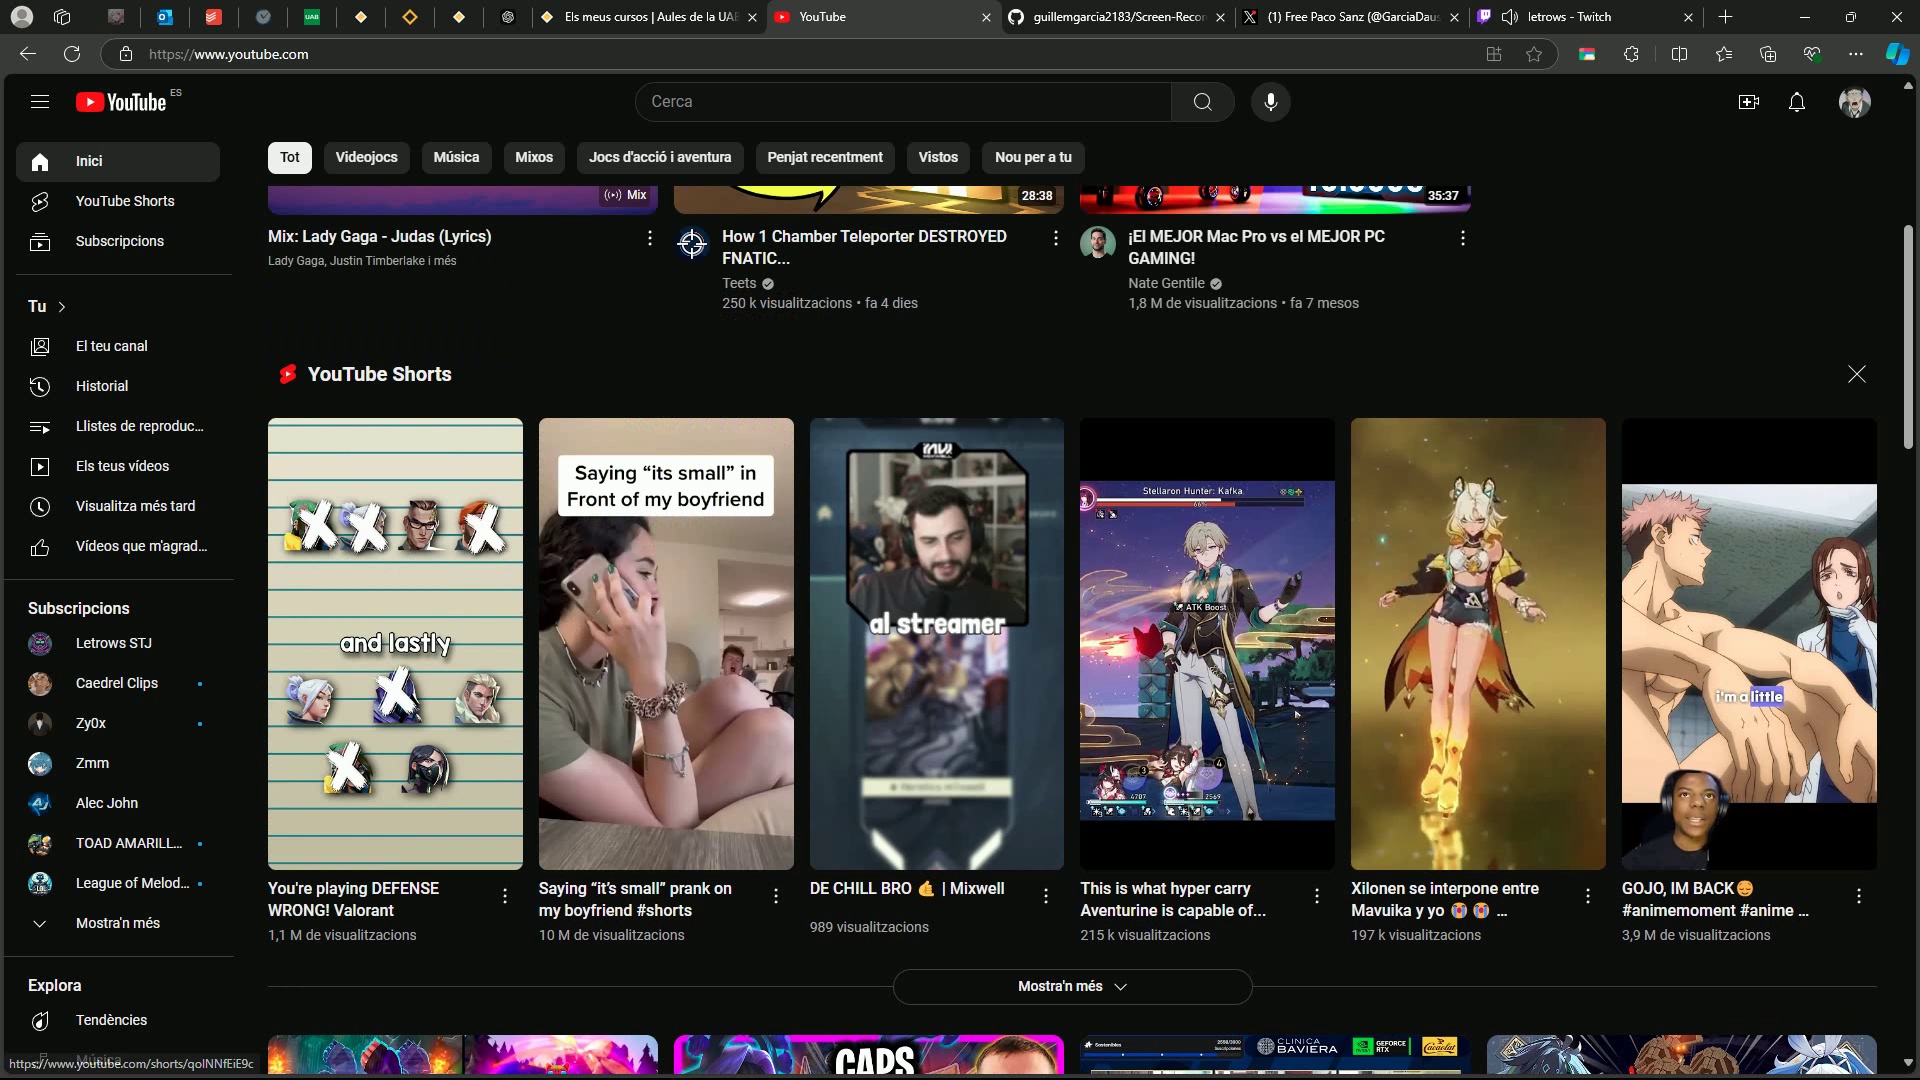 Els meus cursos | Aules de la UAB
YouTube
guillemgarcia2183/Screen-Recor
(1) Free Paco Sanz (@GarciaDaus
letrows - Twitch
https://www.youtube.com
YouTube ES
Cerca
Inici
YouTube Shorts
Subscripcions
Tu
El teu canal
Historial
Llistes de reproduc...
Els teus vídeos
Visualitza més tard
Vídeos que m'agrad...
Subscripcions
Letrows STJ
Caedrel Clips
Zy0x
Zmm
Alec John
TOAD AMARILL...
League of Melod...
Mostra'n més
Explora
Tendències
Música
https://www.youtube.com/shorts/qolNNfEiE9c
Tot
Videojocs
Música
Mixos
Jocs d'acció i aventura
Penjat recentment
Vistos
Nou per a tu
Mix
28:38
35:37
Mix: Lady Gaga - Judas (Lyrics)
Lady Gaga, Justin Timberlake i més
How 1 Chamber Teleporter DESTROYED
FNATIC...
Teets
250 k visualitzacions • fa 4 dies
¡El MEJOR Mac Pro vs el MEJOR PC
GAMING!
Nate Gentile
1,8 M de visualitzacions • fa 7 mesos
YouTube Shorts
and lastly
Saying “its small” in
Front of my boyfriend
al streamer
Stellaron Hunter: Kafka
66%
ATK Boost
3
4
4707
2569
i'm a little
You're playing DEFENSE
WRONG! Valorant
1,1 M de visualitzacions
Saying “it’s small” prank on
my boyfriend #shorts
10 M de visualitzacions
DE CHILL BRO 🤙 | Mixwell
989 visualitzacions
This is what hyper carry
Aventurine is capable of...
215 k visualitzacions
Xilonen se interpone entre
Mavuika y yo 😭 😭 ...
197 k visualitzacions
GOJO, IM BACK😌
#animemoment #anime ...
3,9 M de visualitzacions
Mostra'n més
CAPS
CLINICA
BAVIERA
GEFORCE
RTX
Cacaolat